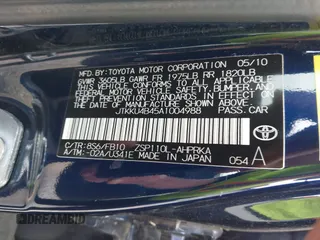 MFD.BY:TOYOTA MOTOR CORPORATION 05/10
GVWR 3605LB GAWR FR 1975LB RR 1820LB
THIS VEHICLE CONFORMS TO ALL APPLICABLE FEDERAL
MOTOR VEHICLE SAFETY, BUMPER, AND THEFT PREVENTION
STANDARDS IN EFFECT ON THE DATE OF MANUFACTURE
SHOWN ABOVE.
JTKKU4B45A1004988 PASS.CAR
C/TR:8S6/FB10 ZSP110L-AHPRKA
A/TM:-02A/U341E MADE IN JAPAN 054 A
TOYOTA
DREAMBID